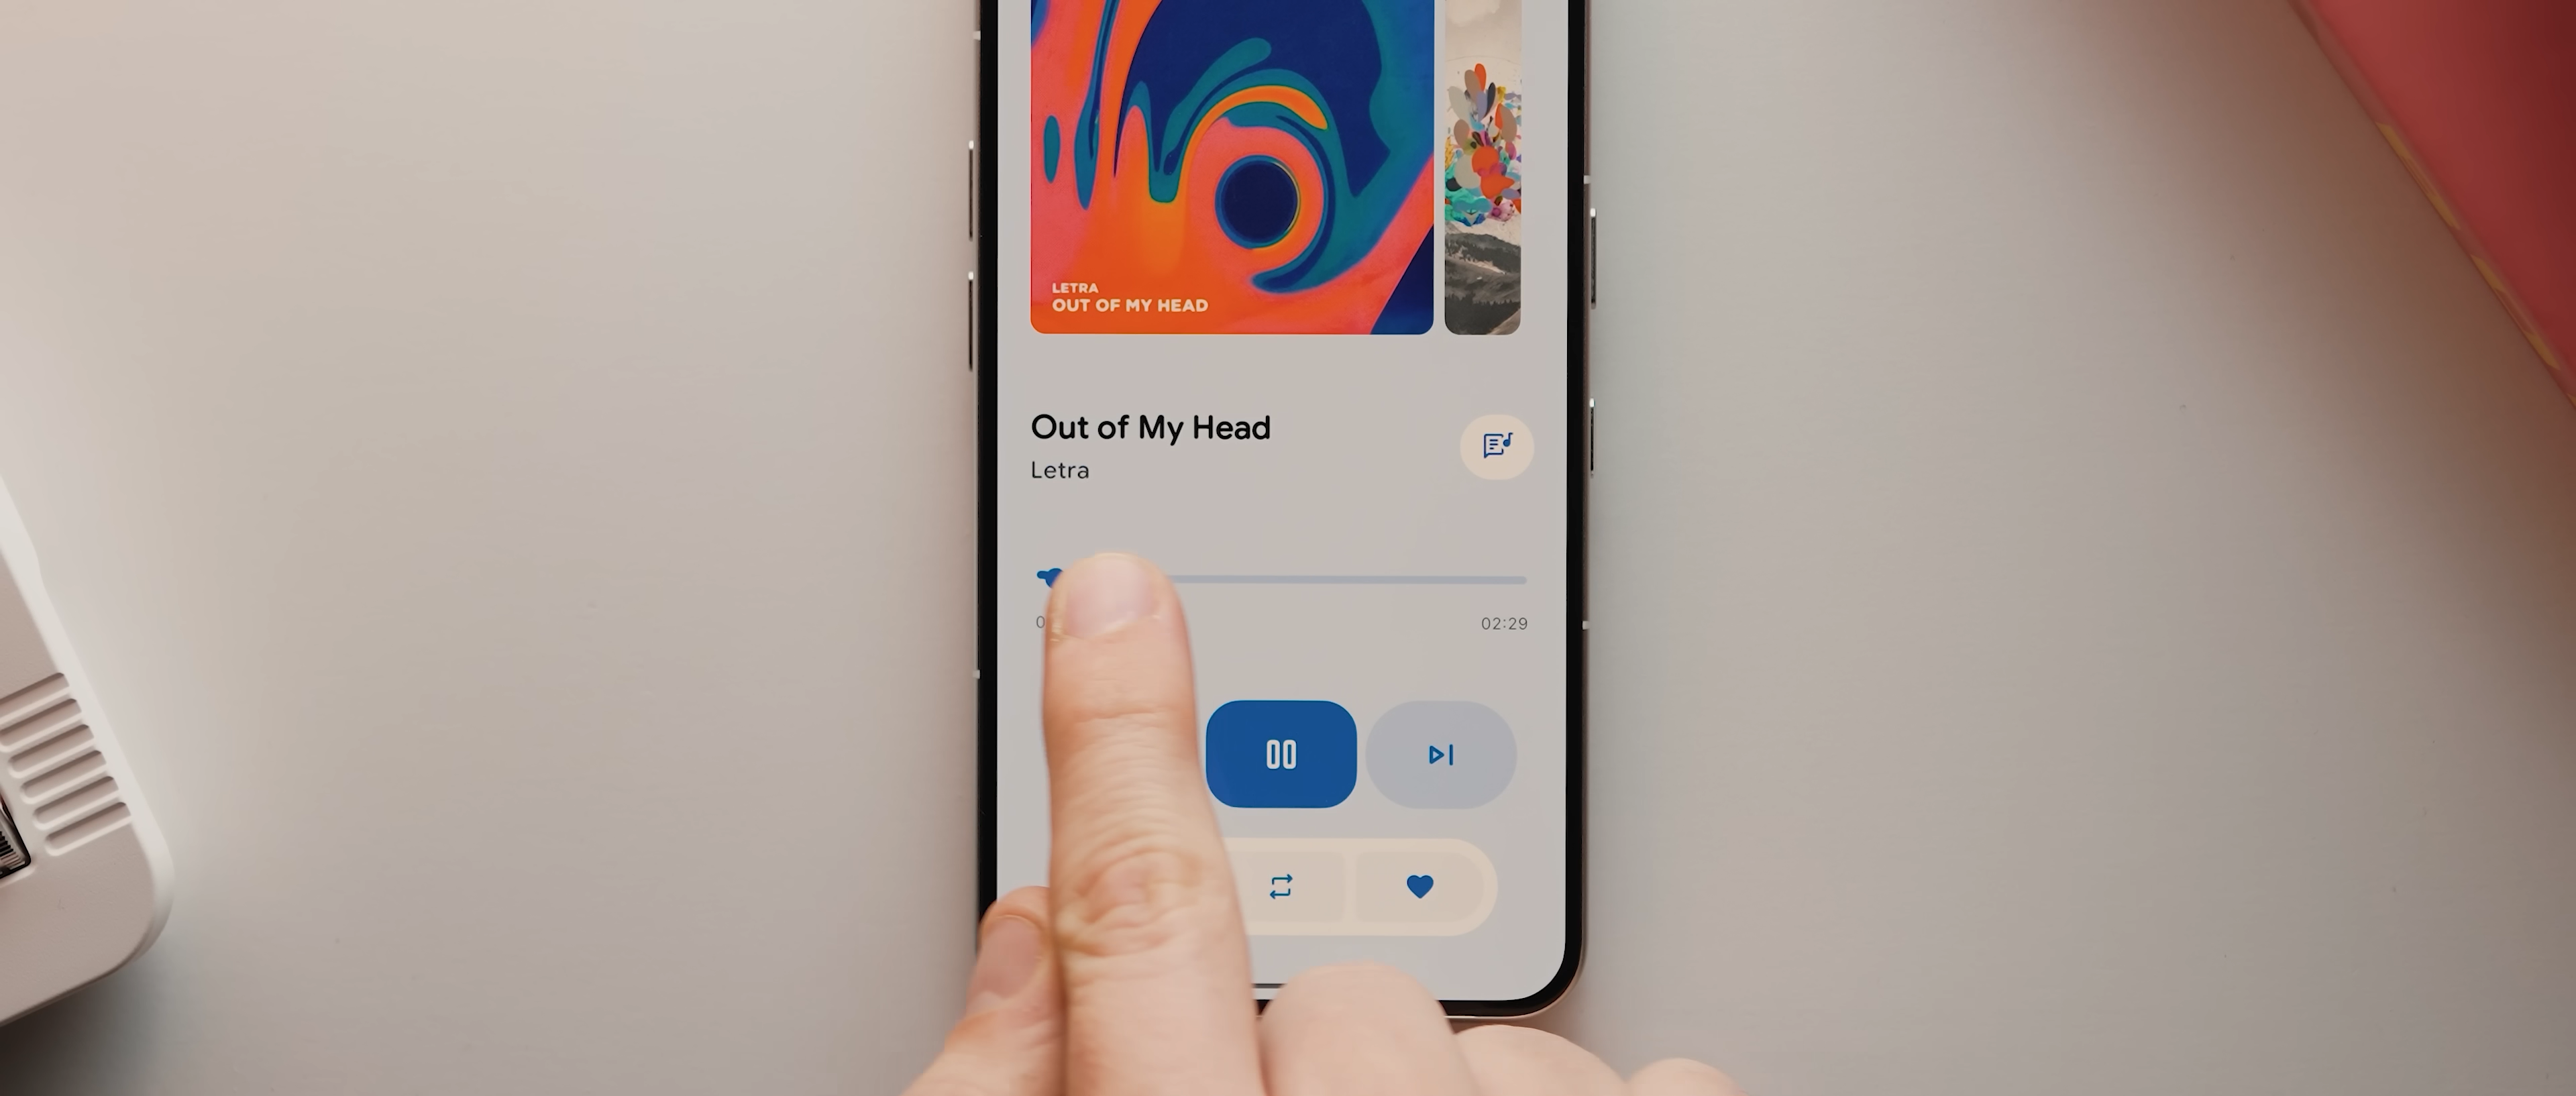 LETRA
OUT OF MY HEAD
Out of My Head
Letra
02:29